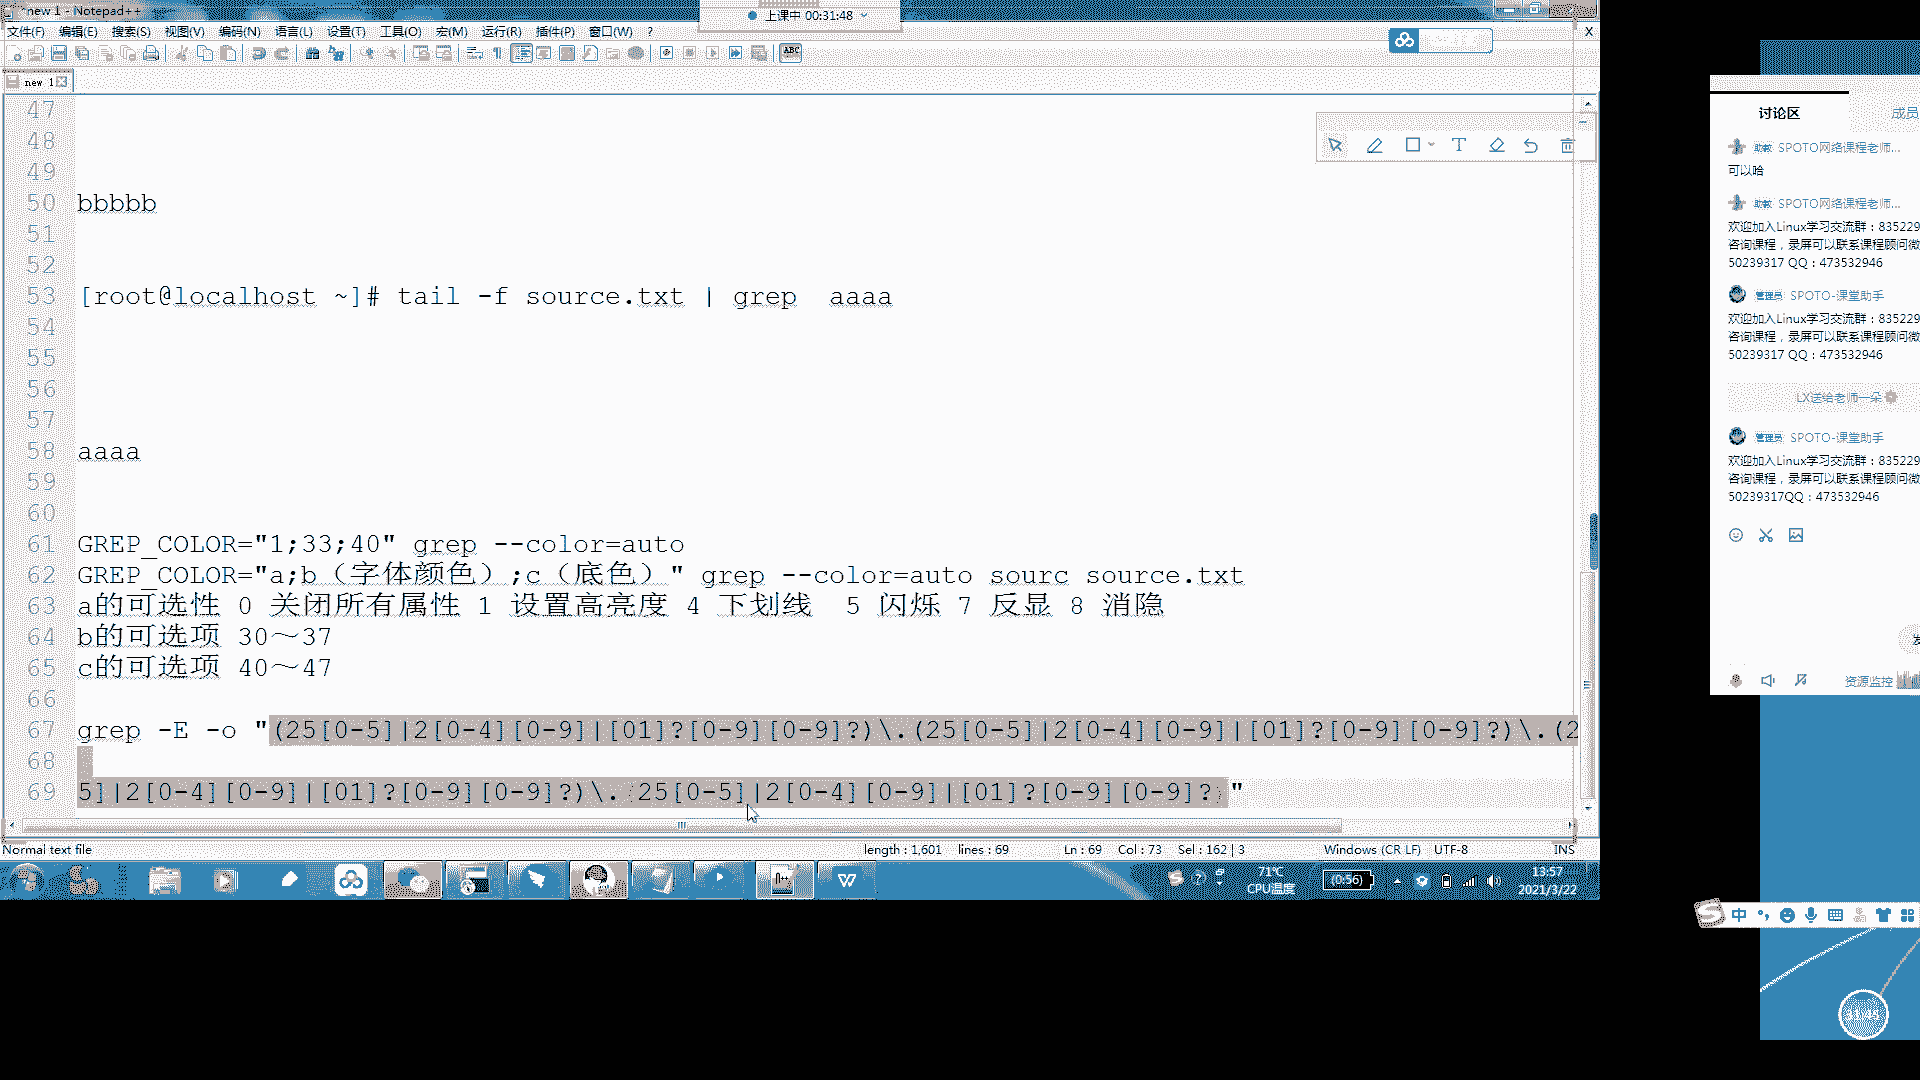 *new 1 - Notepad++
上课中 00:31:48
文件(F) 编辑(E) 搜索(S) 视图(V) 编码(N) 语言(L) 设置(T) 工具(O) 宏(M) 运行(R) 插件(P) 窗口(W) ?
X
ABC
new 1
47
48
49
50 bbbbb
51
52
53 [root@localhost ~]# tail -f source.txt | grep  aaaa
54
55
56
57
58 aaaa
59
60
61 GREP_COLOR="1;33;40" grep --color=auto
62 GREP_COLOR="a;b（字体颜色）;c（底色）" grep --color=auto sourc source.txt
63 a的可选性 0 关闭所有属性 1 设置高亮度 4 下划线  5 闪烁 7 反显 8 消隐
64 b的可选项 30～37
65 c的可选项 40～47
66
67 grep -E -o "(25[0-5]|2[0-4][0-9]|[01]?[0-9][0-9]?)\.(25[0-5]|2[0-4][0-9]|[01]?[0-9][0-9]?)\.(2
68
69 5]|2[0-4][0-9]|[01]?[0-9][0-9]?)\.(25[0-5]|2[0-4][0-9]|[01]?[0-9][0-9]?)"
Normal text file length : 1,601 lines : 69 Ln : 69 Col : 73 Sel : 162 | 3 Windows (CR LF) UTF-8 INS
71℃
CPU温度
(0:56)
13:57
2021/3/22
讨论区 成员
助教 SPOTO网络课程老师...
可以哈
助教 SPOTO网络课程老师...
欢迎加入Linux学习交流群：835229
咨询课程，录屏可以联系课程顾问微
50239317 QQ：473532946
管理员 SPOTO-课堂助手
欢迎加入Linux学习交流群：835229
咨询课程，录屏可以联系课程顾问微
50239317 QQ：473532946
LX送给老师一朵
管理员 SPOTO-课堂助手
欢迎加入Linux学习交流群：835229
咨询课程，录屏可以联系课程顾问微
50239317QQ：473532946
资源监控
中